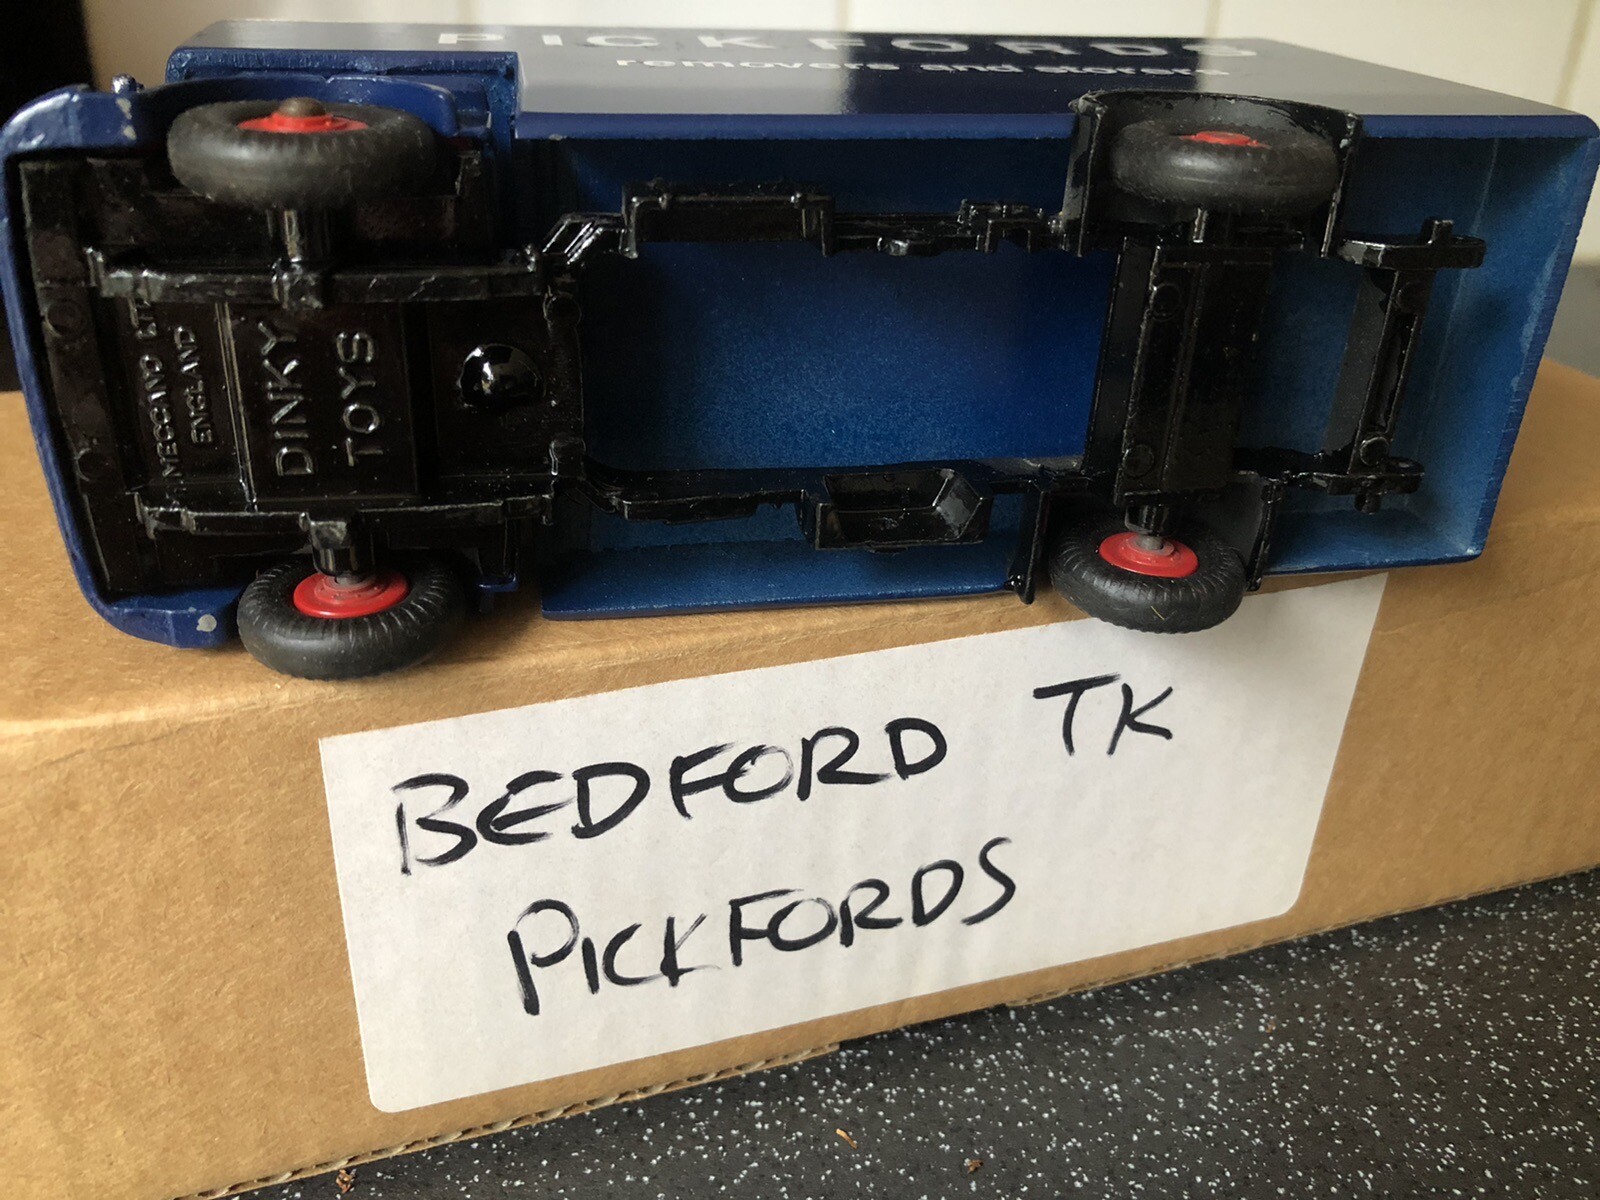 PICKFORDS
removers and storers
MECCANO LTD
ENGLAND
DINKY
TOYS
BEDFORD TK
PICKFORDS